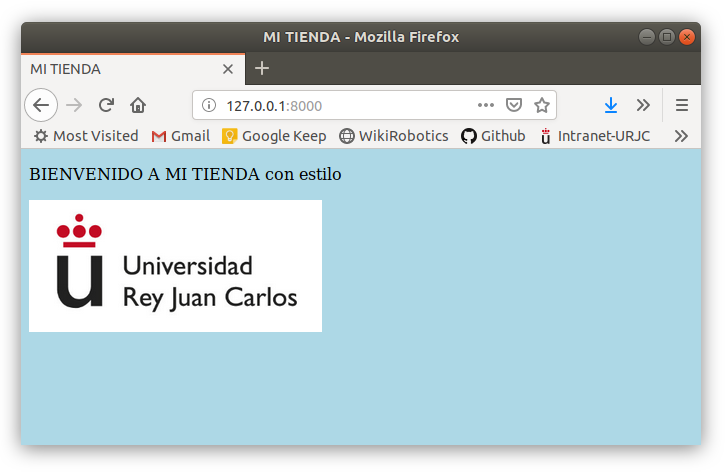 MI TIENDA - Mozilla Firefox
MI TIENDA
127.0.0.1:8000
Most Visited Gmail Google Keep WikiRobotics Github Intranet-URJC
BIENVENIDO A MI TIENDA con estilo
u Universidad
Rey Juan Carlos